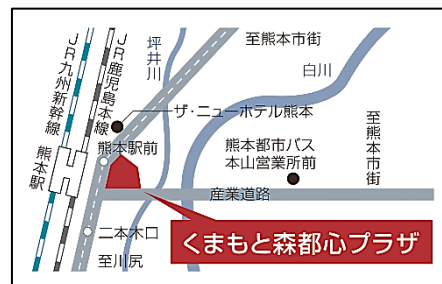 至熊本市街
坪井川
白川
JR鹿児島本線
JR九州新幹線
ザ・ニューホテル熊本
至熊本市街
熊本都市バス
本山営業所前
熊本駅前
熊本駅
産業道路
くまもと森都心プラザ
二本木口
至川尻